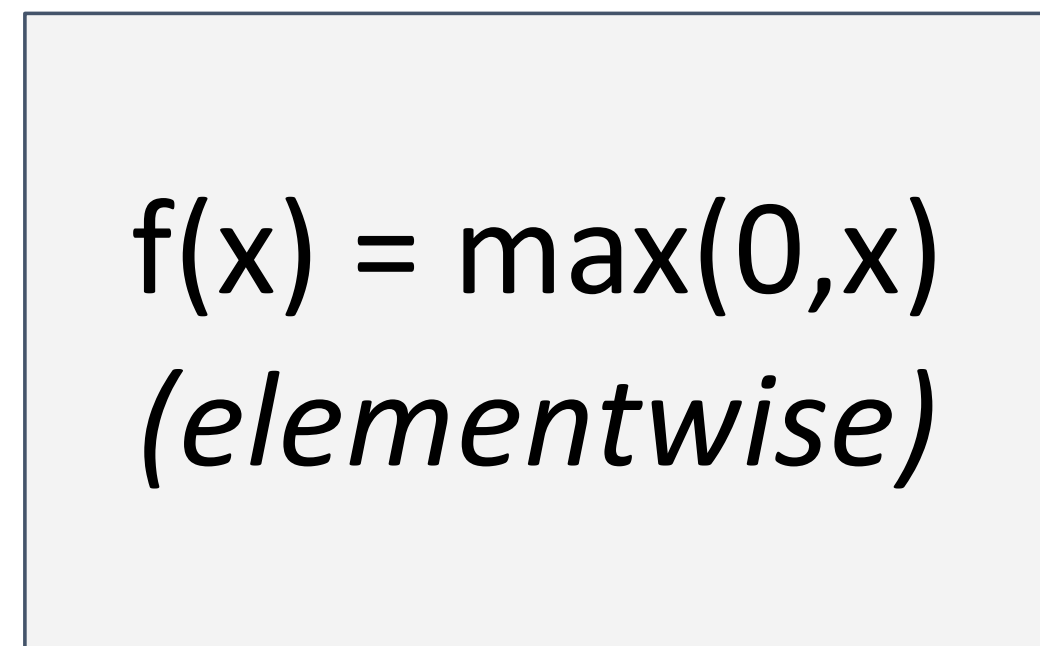 f(x) = max(0,x)
(elementwise)